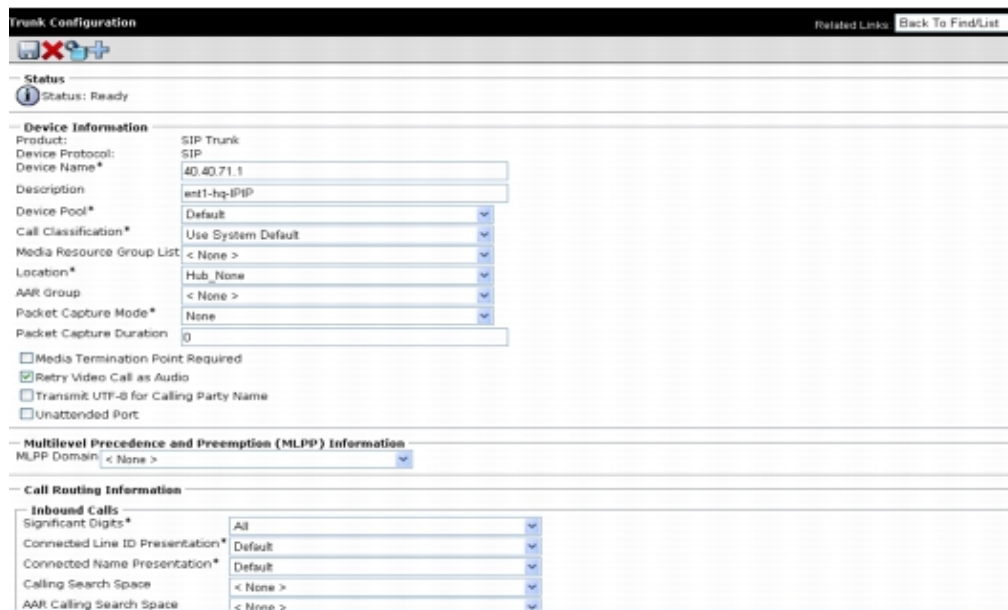 Trunk Configuration
Related Links: Back To Find/List
Status
Status: Ready
Device Information
Product: SIP Trunk
Device Protocol: SIP
Device Name* 40.40.71.1
Description ent1-hq-IPIP
Device Pool* Default
Call Classification* Use System Default
Media Resource Group List < None >
Location* Hub_None
AAR Group < None >
Packet Capture Mode* None
Packet Capture Duration 0
Media Termination Point Required
Retry Video Call as Audio
Transmit UTF-8 for Calling Party Name
Unattended Port
Multilevel Precedence and Preemption (MLPP) Information
MLPP Domain < None >
Call Routing Information
Inbound Calls
Significant Digits* All
Connected Line ID Presentation* Default
Connected Name Presentation* Default
Calling Search Space < None >
AAR Calling Search Space < None >